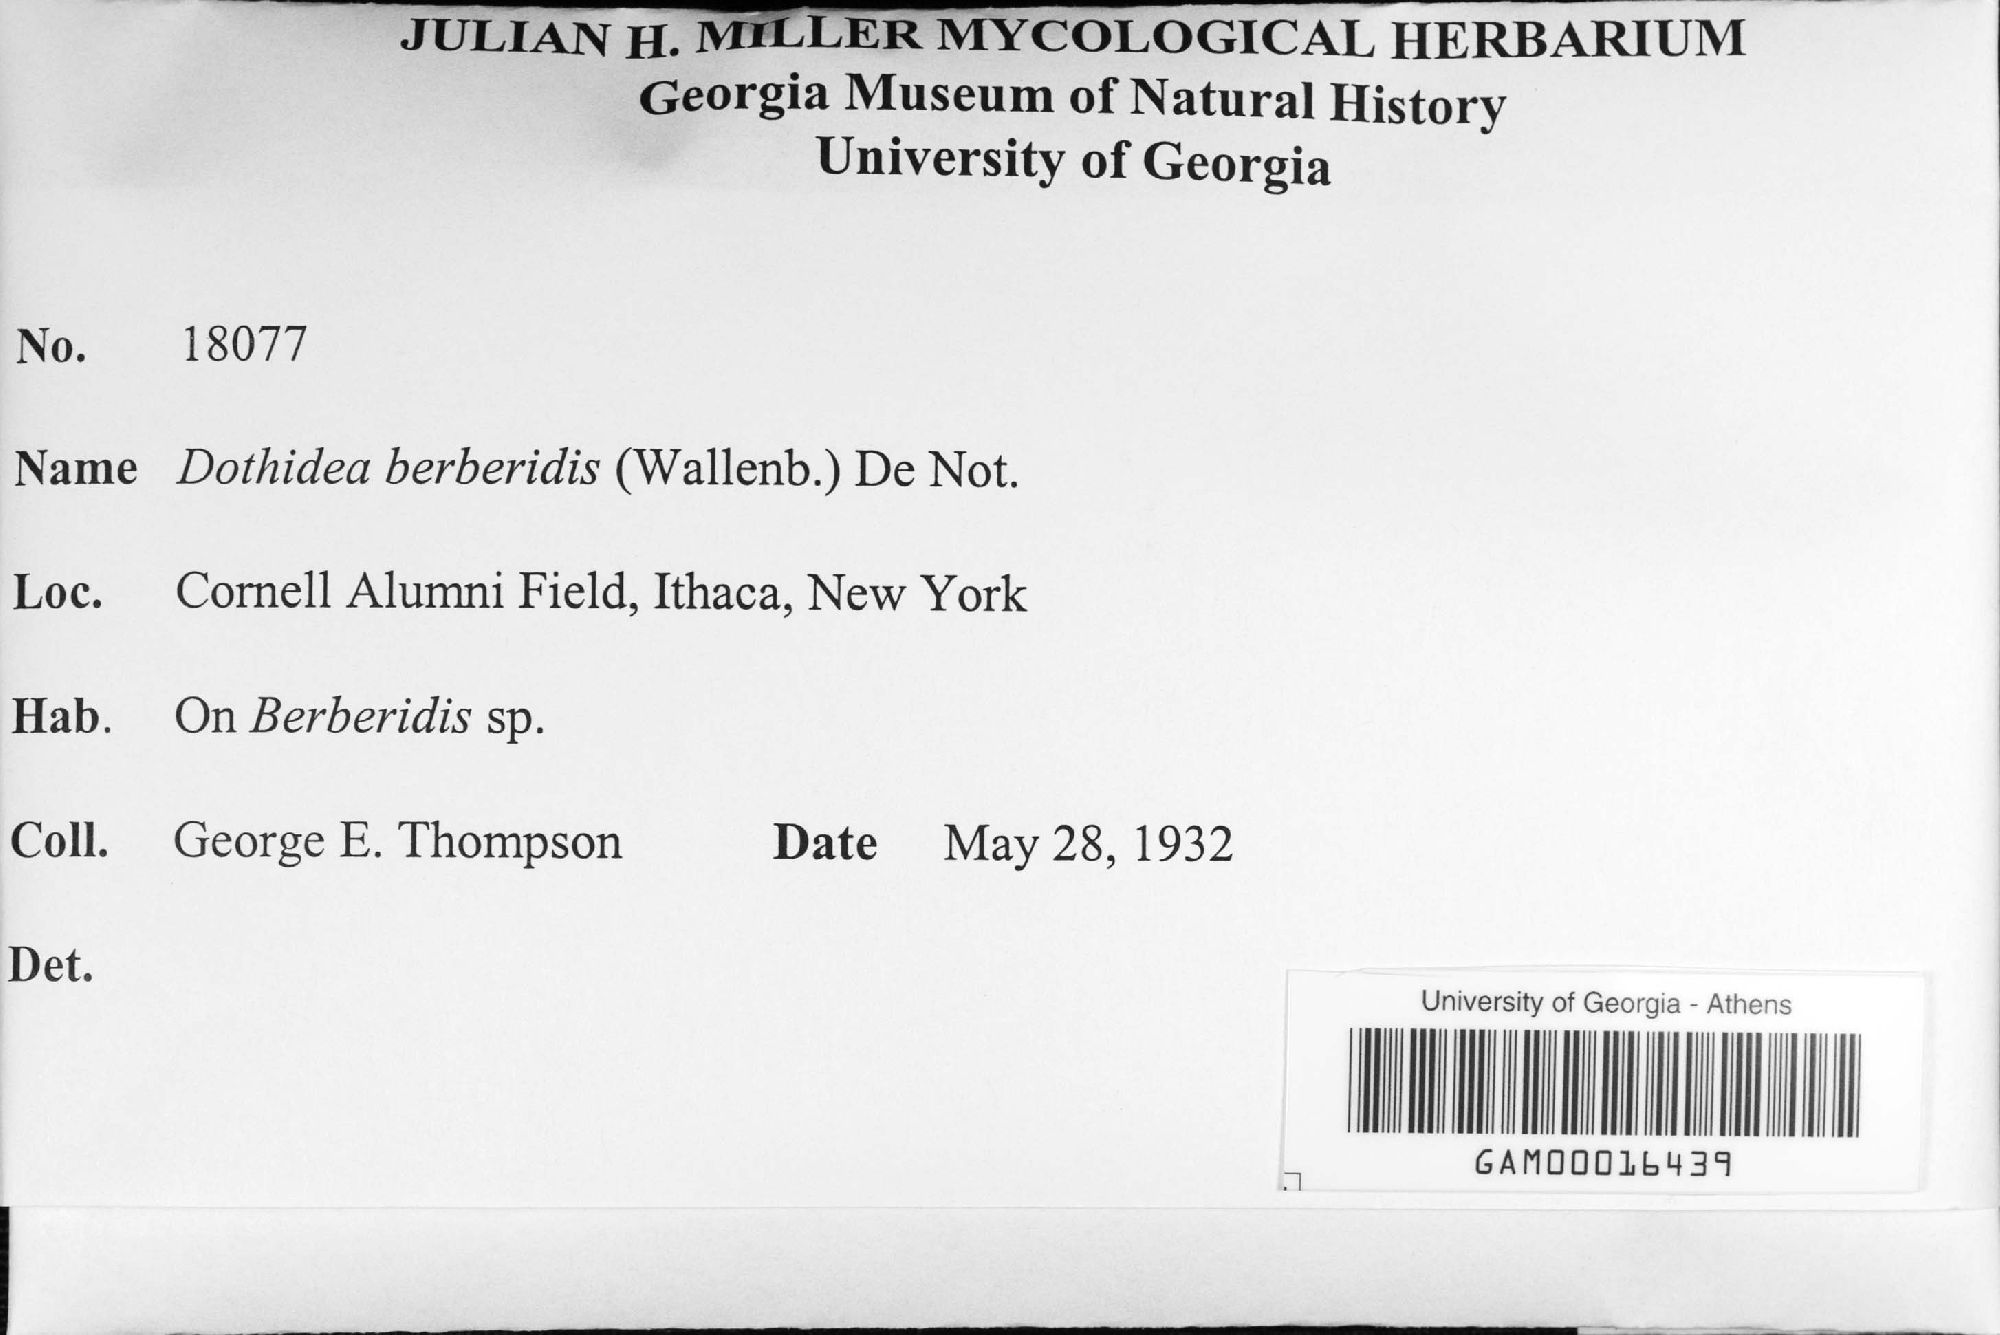 JULIAN H. MILLER MYCOLOGICAL HERBARIUM
Georgia Museum of Natural History
University of Georgia
No. 18077
Name Dothidea berberidis (Wallenb.) De Not.
Loc. Cornell Alumni Field, Ithaca, New York
Hab. On Berberidis sp.
Coll. George E. Thompson Date May 28, 1932
Det.
University of Georgia - Athens
GAM00016439